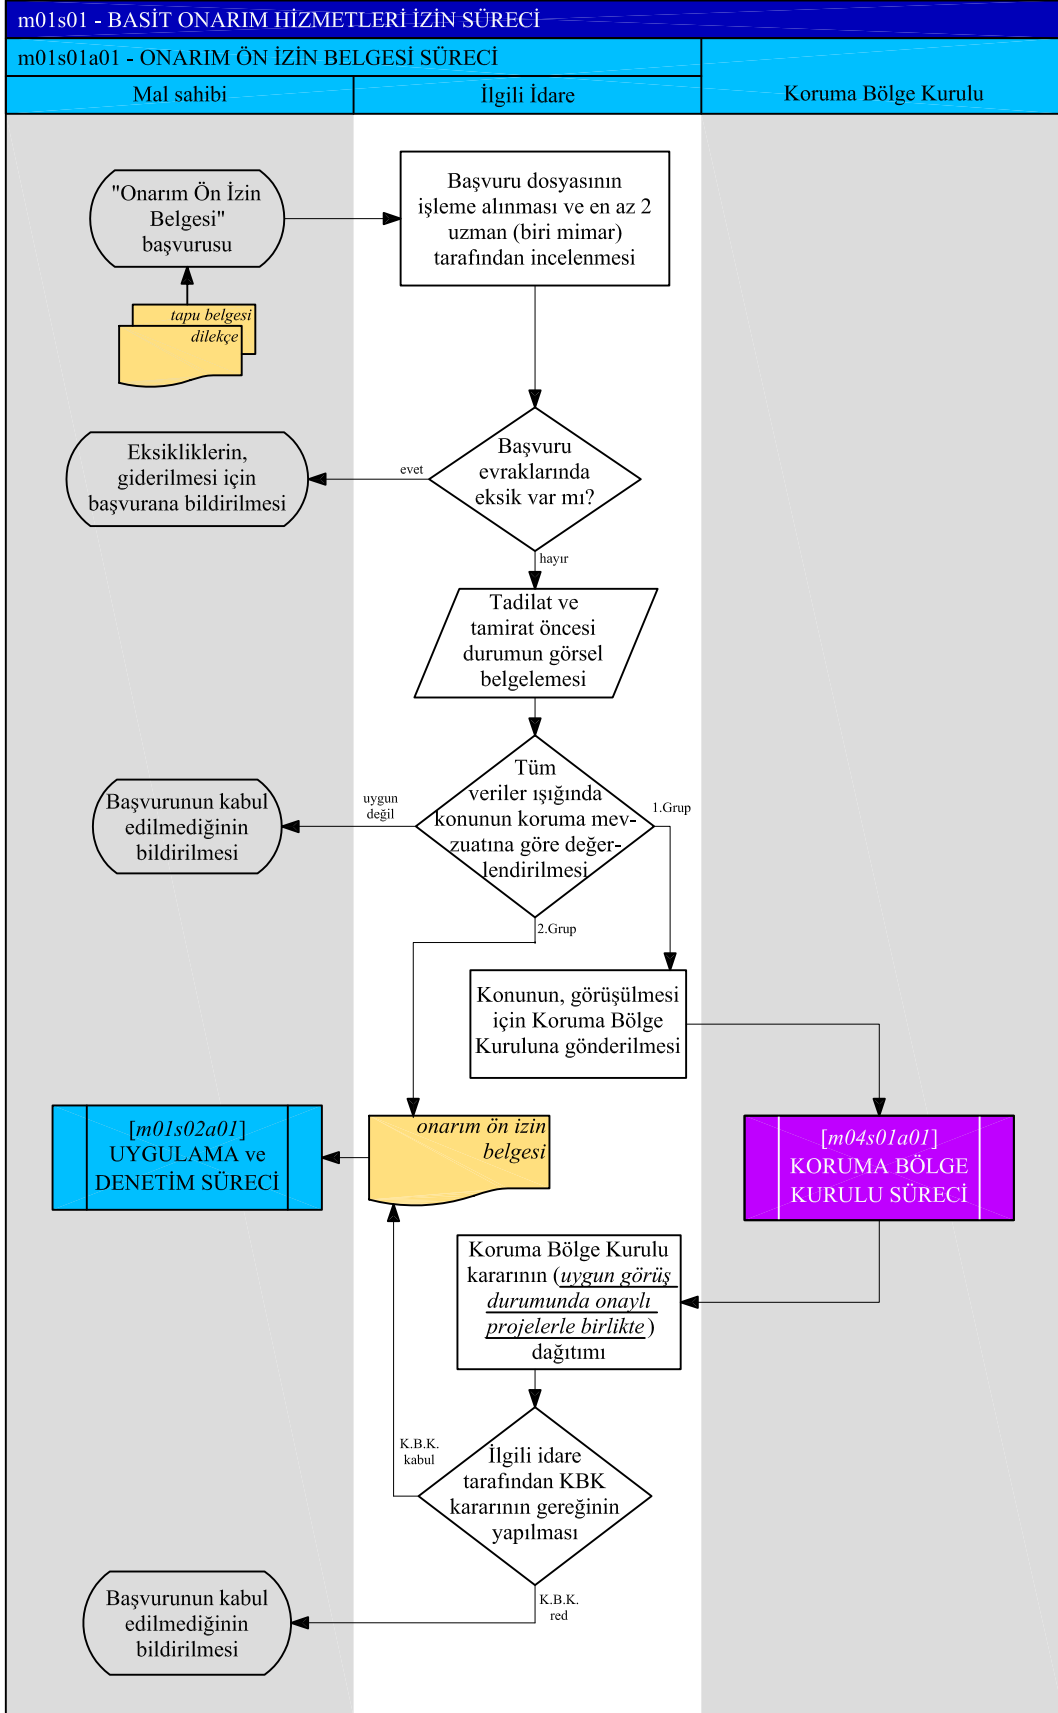 m01s01 - BASİT ONARIM HİZMETLERİ İZİN SÜRECİ
m01s01a01 - ONARIM ÖN İZİN BELGESİ SÜRECİ
Mal sahibi
İlgili İdare
Koruma Bölge Kurulu
"Onarım Ön İzin
Belgesi"
başvurusu
Başvuru dosyasının
işleme alınması ve en az 2
uzman (biri mimar)
tarafından incelenmesi
tapu belgesi
dilekçe
Başvuru
evraklarında
eksik var mı?
evet
Eksikliklerin,
giderilmesi için
başvurana bildirilmesi
hayır
Tadilat ve
tamirat öncesi
durumun görsel
belgelemesi
Tüm
veriler ışığında
konunun koruma mev-
zuatına göre değer-
lendirilmesi
uygun
değil
Başvurunun kabul
edilmediğinin
bildirilmesi
1.Grup
2.Grup
Konunun, görüşülmesi
için Koruma Bölge
Kuruluna gönderilmesi
[m01s02a01]
UYGULAMA ve
DENETİM SÜRECİ
onarım ön izin
belgesi
[m04s01a01]
KORUMA BÖLGE
KURULU SÜRECİ
Koruma Bölge Kurulu
kararının (uygun görüş
durumunda onaylı
projelerle birlikte)
dağıtımı
K.B.K.
kabul
İlgili idare
tarafından KBK
kararının gereğinin
yapılması
K.B.K.
red
Başvurunun kabul
edilmediğinin
bildirilmesi